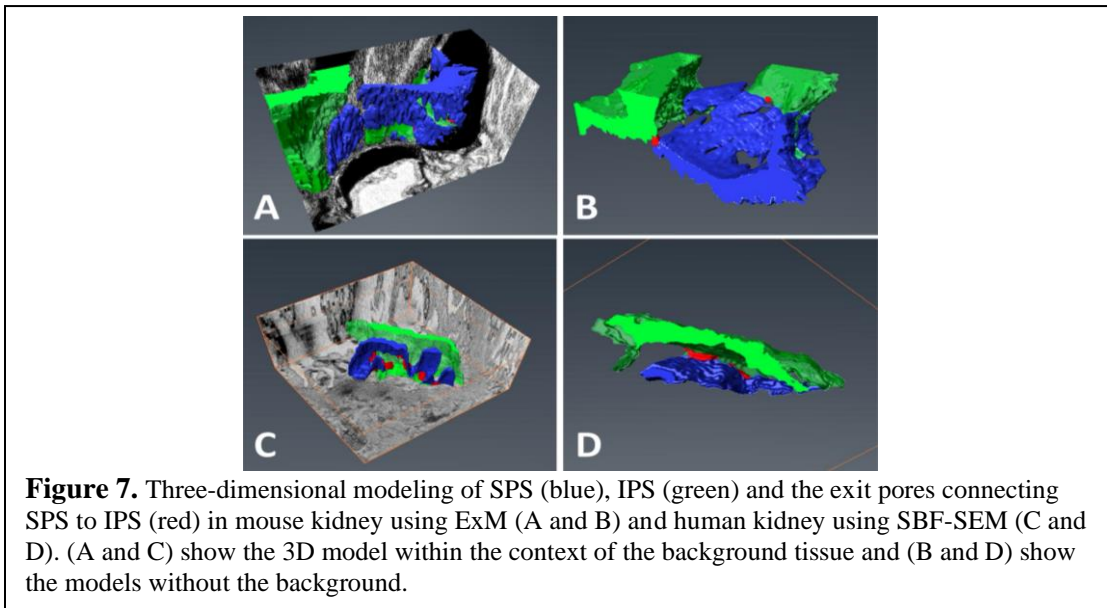 A
B
C
D
Figure 7. Three-dimensional modeling of SPS (blue), IPS (green) and the exit pores connecting
SPS to IPS (red) in mouse kidney using ExM (A and B) and human kidney using SBF-SEM (C and
D). (A and C) show the 3D model within the context of the background tissue and (B and D) show
the models without the background.